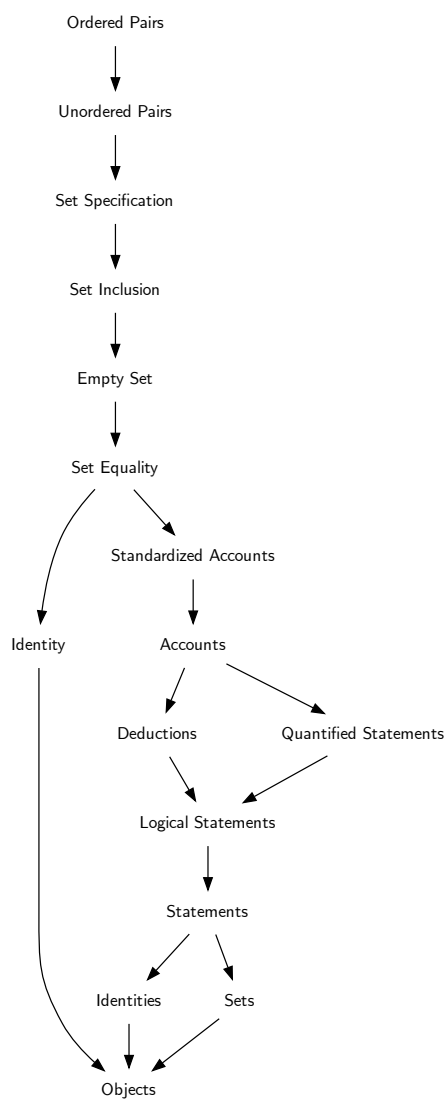 Ordered Pairs
Unordered Pairs
Set Specification
Set Inclusion
Empty Set
Set Equality
Standardized Accounts
Identity
Accounts
Deductions
Quantified Statements
Logical Statements
Statements
Identities
Sets
Objects